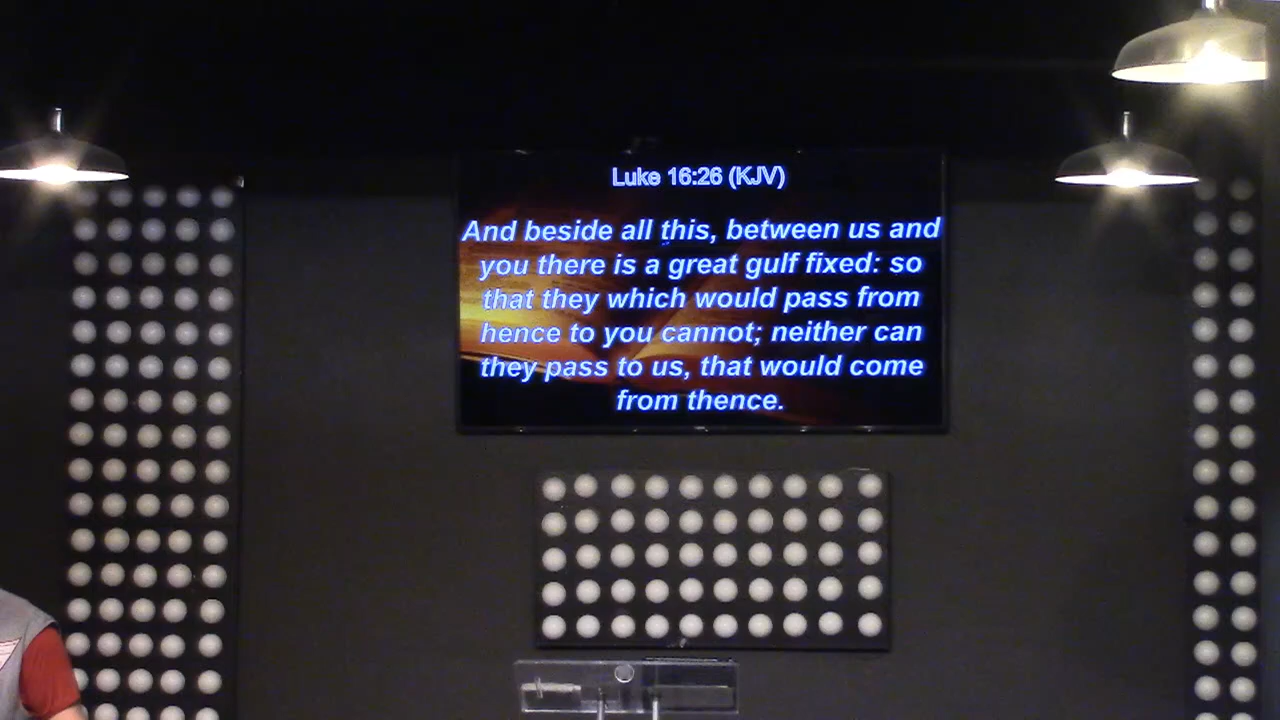 Luke 16:26 (KJV)
And beside all this, between us and
you there is a great gulf fixed: so
that they which would pass from
hence to you cannot; neither can
they pass to us, that would come
from thence.